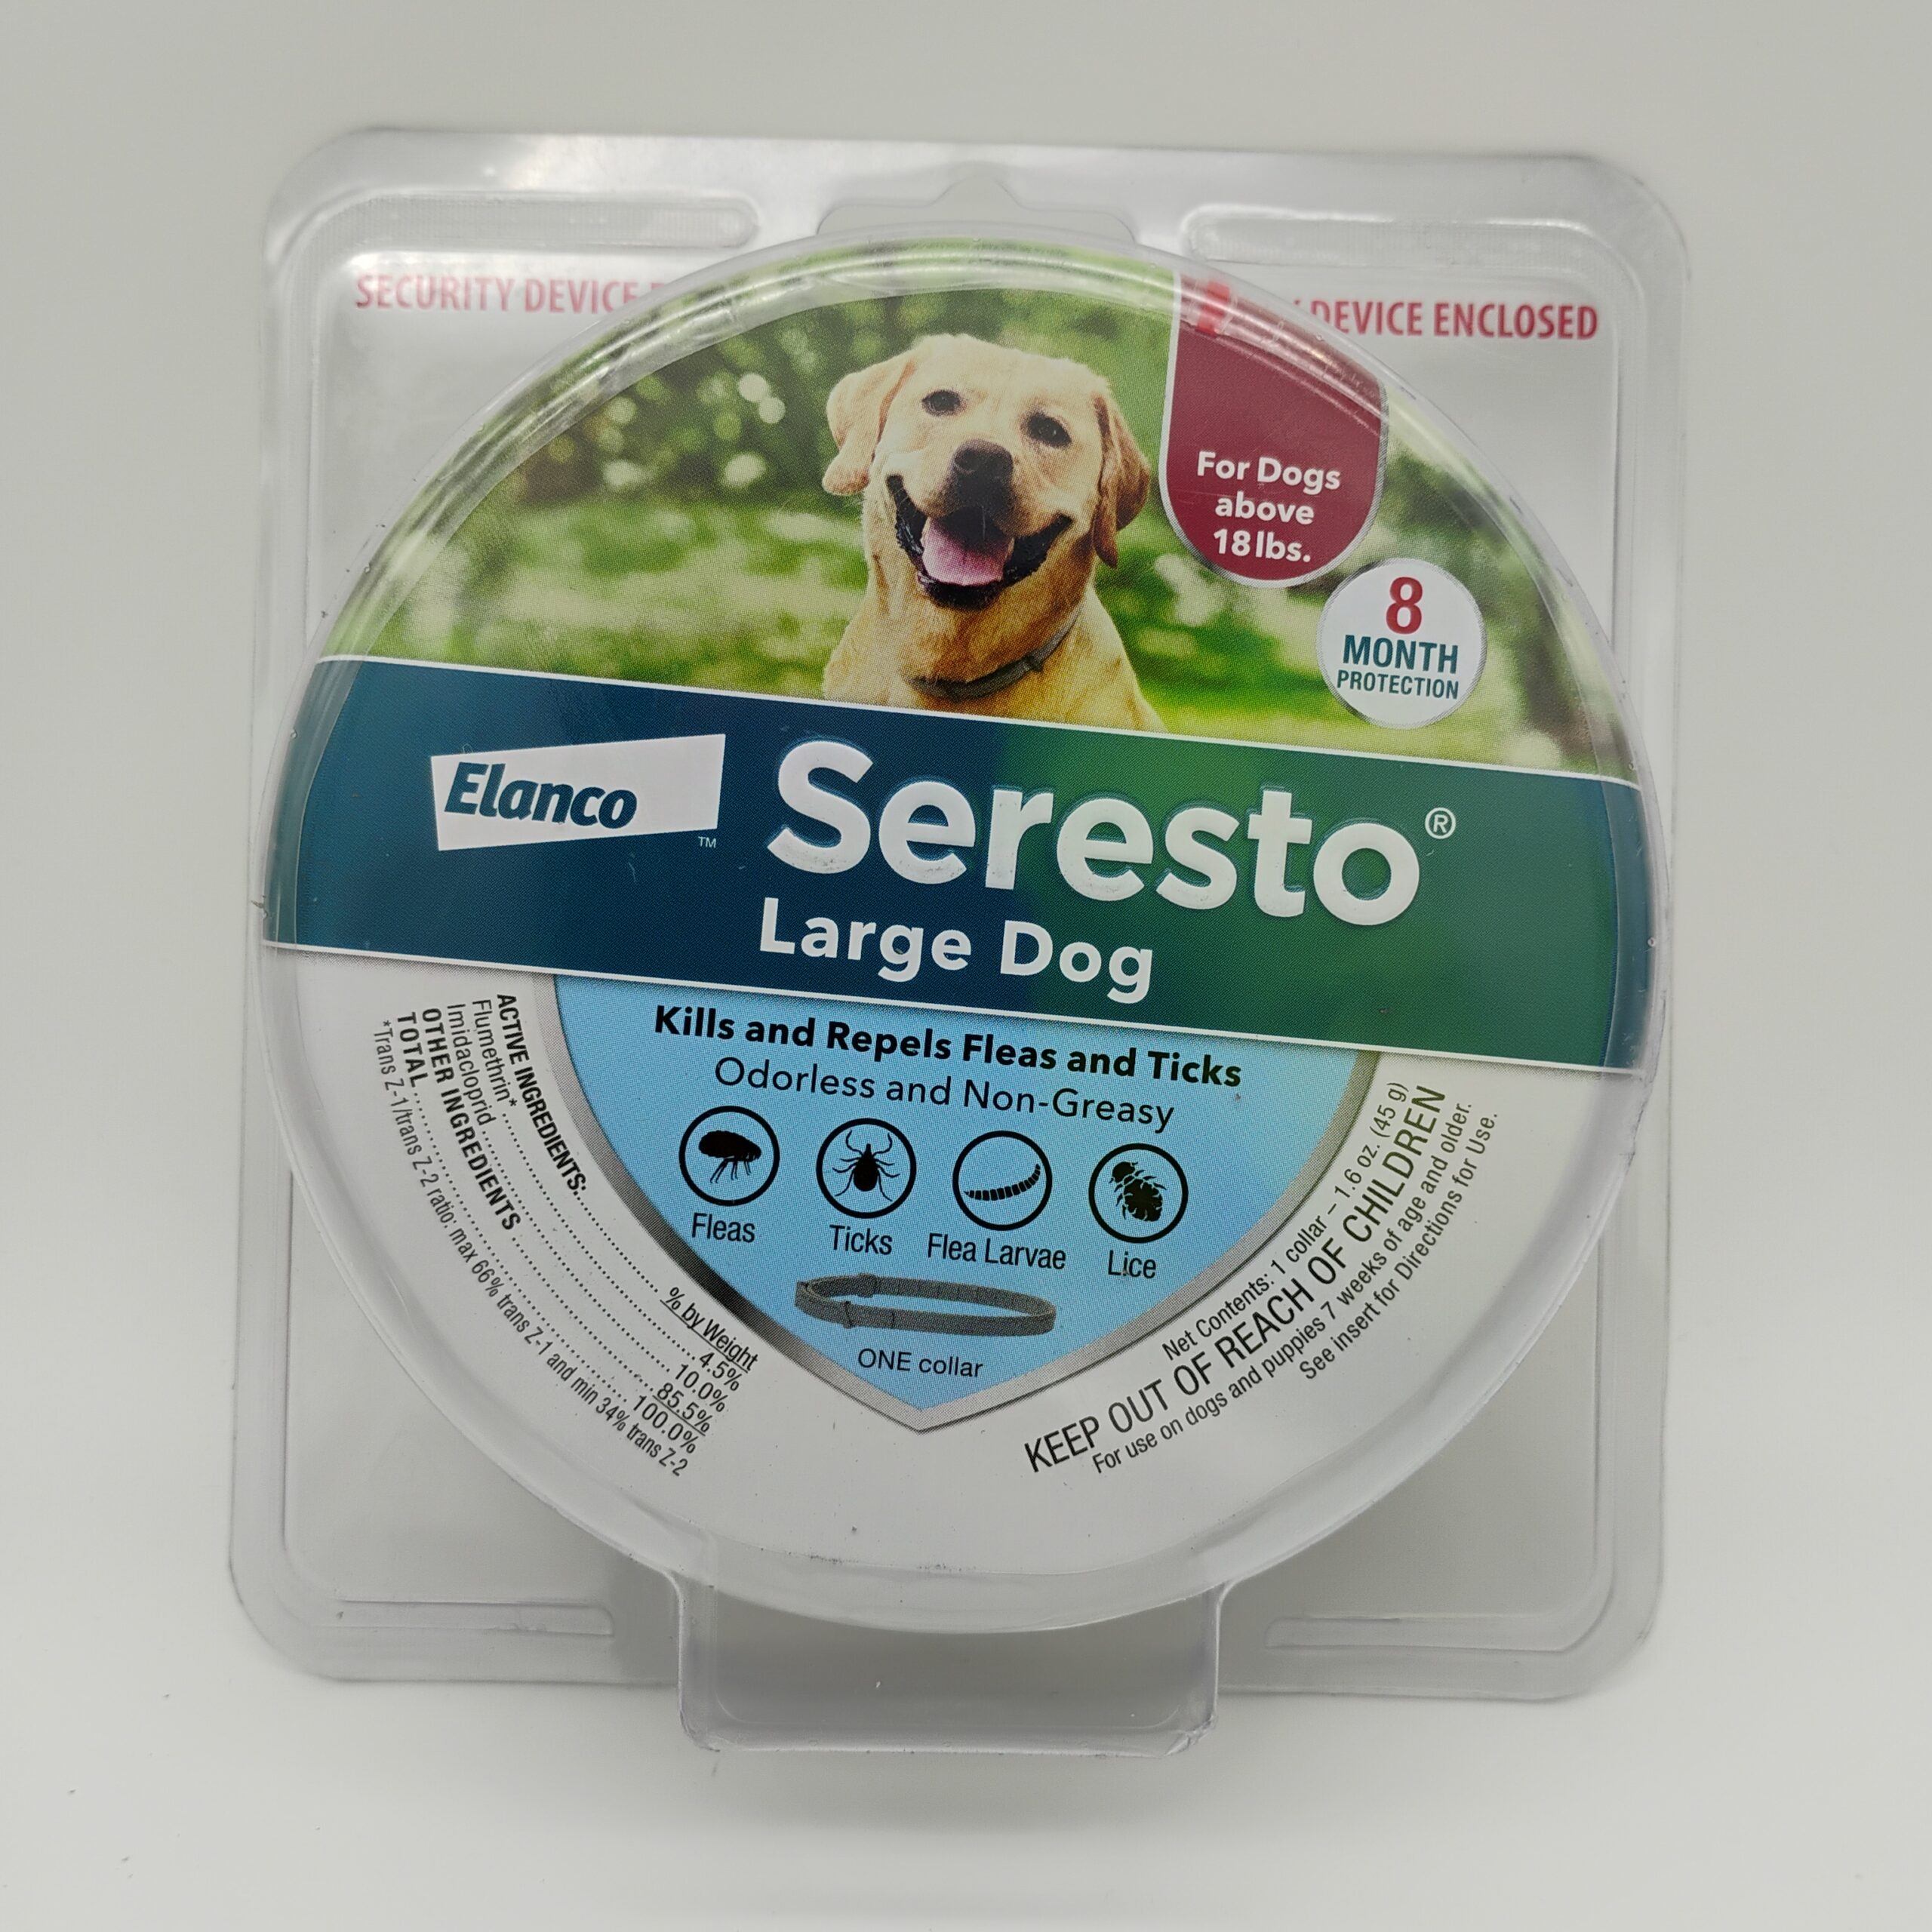 SECURITY DEVICE
DEVICE ENCLOSED
For Dogs
above
18 lbs.
8
MONTH
PROTECTION
Elanco
™
Seresto®
Large Dog
Kills and Repels Fleas and Ticks
Odorless and Non-Greasy
Fleas
Ticks
Flea Larvae
Lice
ONE collar
ACTIVE INGREDIENTS: % by Weight
Flumethrin* 4.5%
Imidacloprid 10.0%
OTHER INGREDIENTS 85.5%
TOTAL 100.0%
*Trans Z-1/trans Z-2 ratio: max 66% trans Z-1 and min 34% trans Z-2
Net Contents: 1 collar – 1.6 oz. (45 g)
KEEP OUT OF REACH OF CHILDREN
For use on dogs and puppies 7 weeks of age and older.
See insert for Directions for Use.